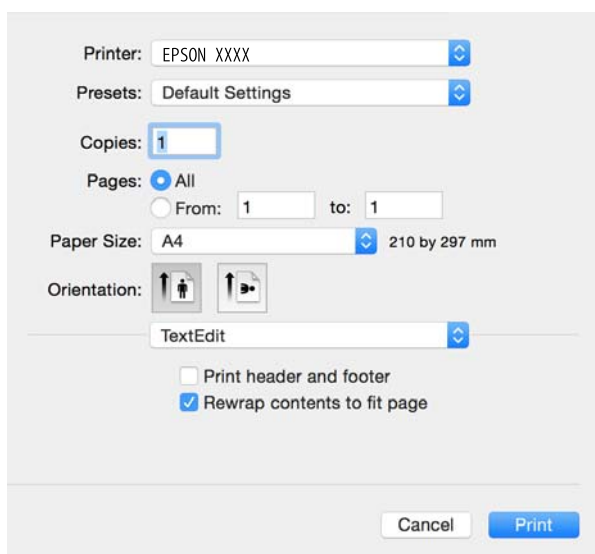 Printer: EPSON XXXX
Presets: Default Settings
Copies: 1
Pages: All
From: 1 to: 1
Paper Size: A4 210 by 297 mm
Orientation:
TextEdit
Print header and footer
Rewrap contents to fit page
Cancel Print